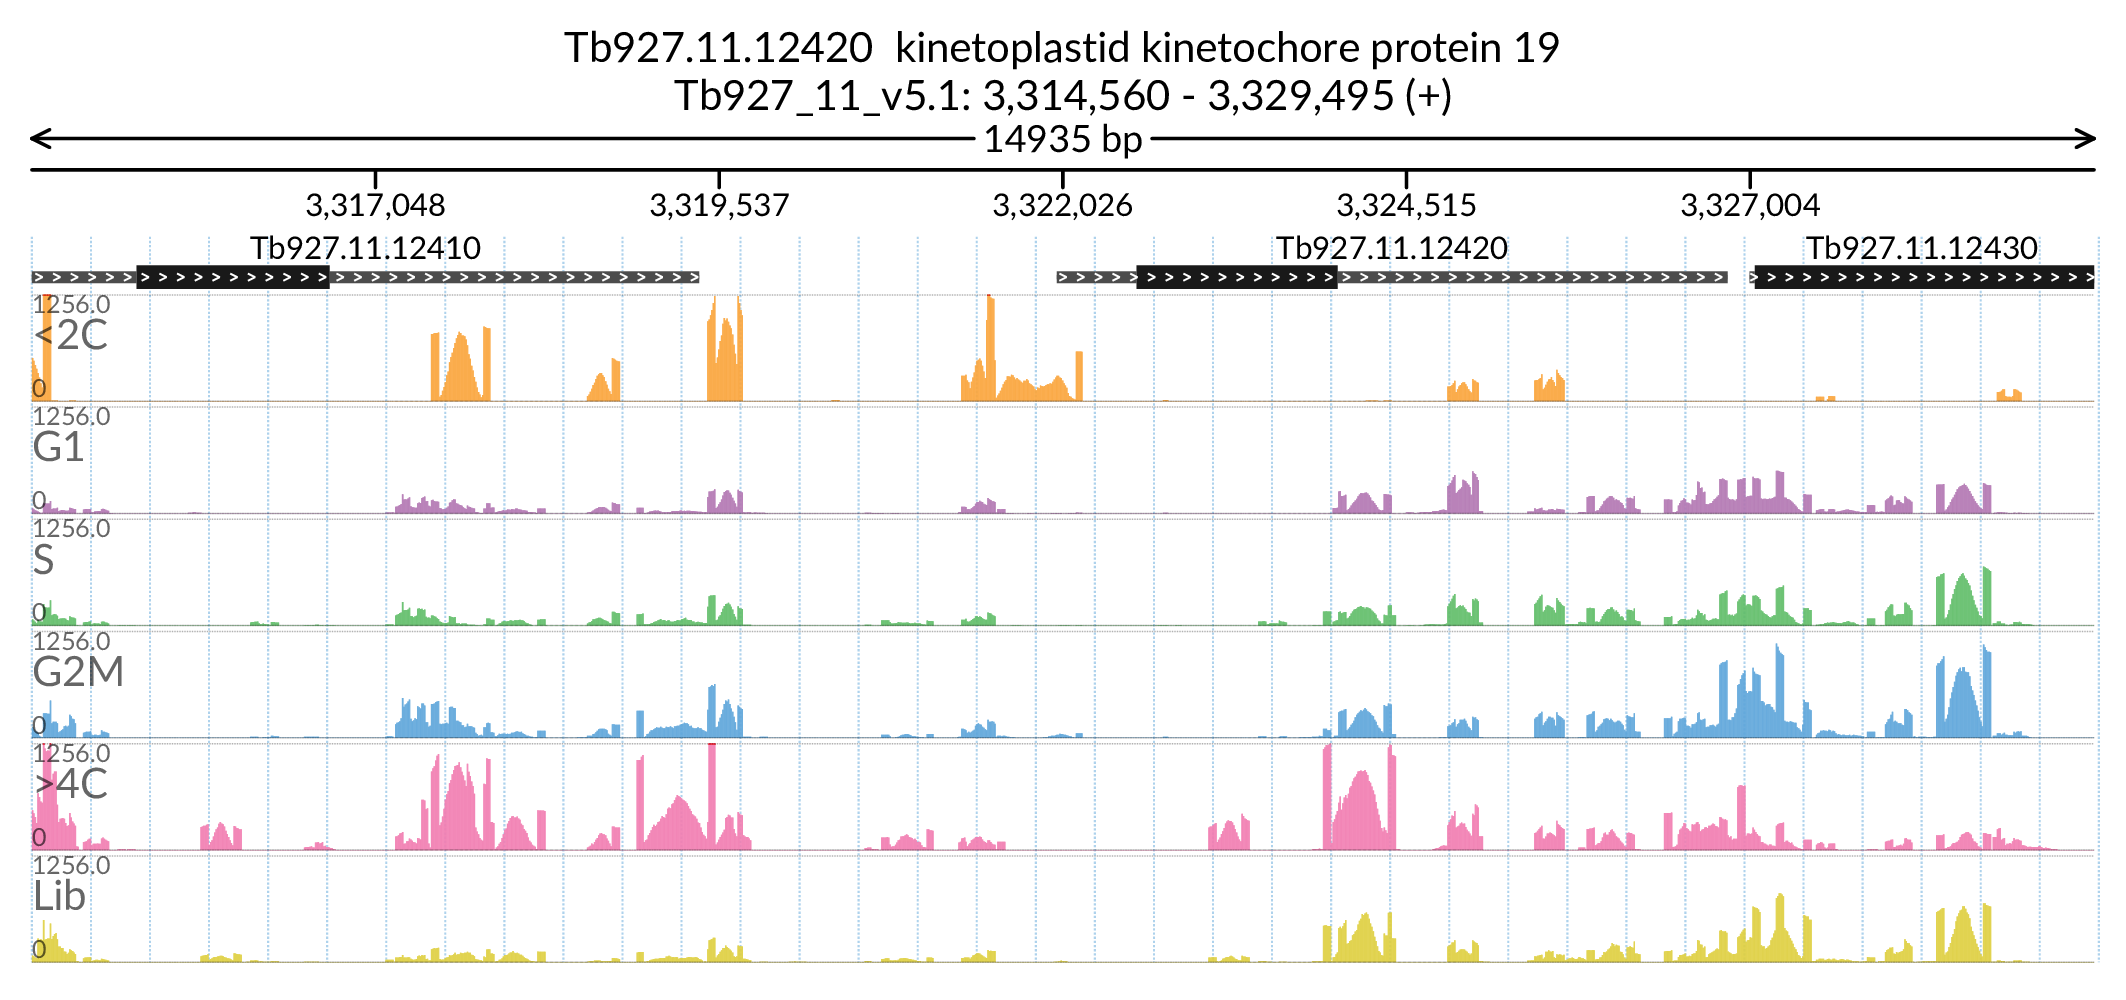 Tb927.11.12420  kinetoplastid kinetochore protein 19
Tb927_11_v5.1: 3,314,560 - 3,329,495 (+)
14935 bp
3,317,048 3,319,537 3,322,026 3,324,515 3,327,004
Tb927.11.12410 Tb927.11.12420 Tb927.11.12430
1256.0
<2C
0
1256.0
G1
0
1256.0
S
0
1256.0
G2M
0
1256.0
>4C
0
1256.0
Lib
0